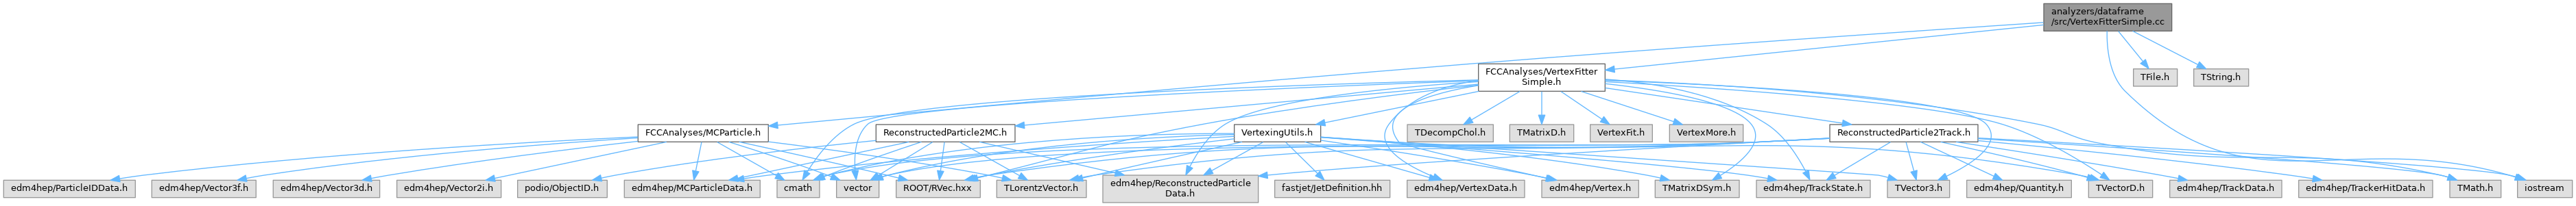 analyzers/dataframe
/src/VertexFitterSimple.cc
FCCAnalyses/VertexFitter
Simple.h
TFile.h
TString.h
FCCAnalyses/MCParticle.h
ReconstructedParticle2MC.h
VertexingUtils.h
TDecompChol.h
TMatrixD.h
VertexFit.h
VertexMore.h
ReconstructedParticle2Track.h
edm4hep/ParticleIDData.h
edm4hep/Vector3f.h
edm4hep/Vector3d.h
edm4hep/Vector2i.h
podio/ObjectID.h
edm4hep/MCParticleData.h
cmath
vector
ROOT/RVec.hxx
TLorentzVector.h
edm4hep/ReconstructedParticle
Data.h
fastjet/JetDefinition.hh
edm4hep/VertexData.h
edm4hep/Vertex.h
TMatrixDSym.h
edm4hep/TrackState.h
TVector3.h
edm4hep/Quantity.h
TVectorD.h
edm4hep/TrackData.h
edm4hep/TrackerHitData.h
TMath.h
iostream